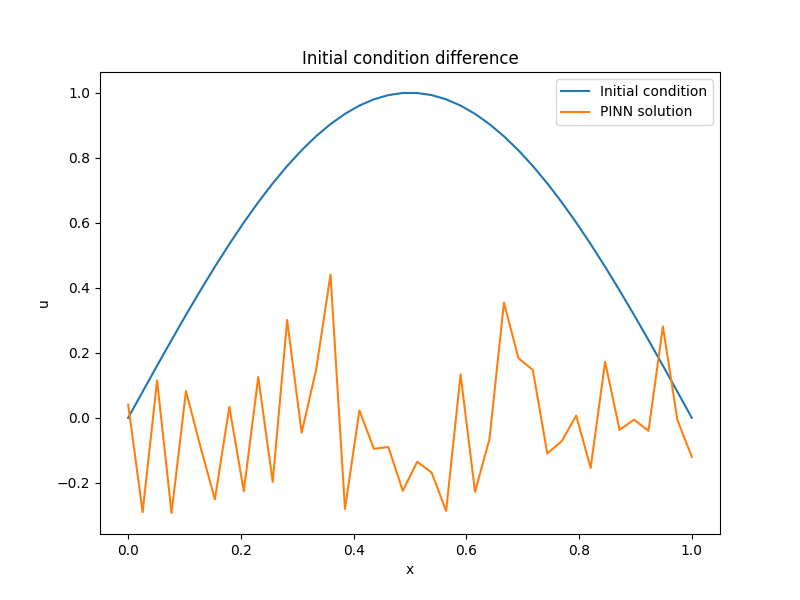 Initial condition difference
Initial condition
PINN solution
1.0
0.8
0.6
0.4
0.2
0.0
−0.2
u
0.0 0.2 0.4 0.6 0.8 1.0
x